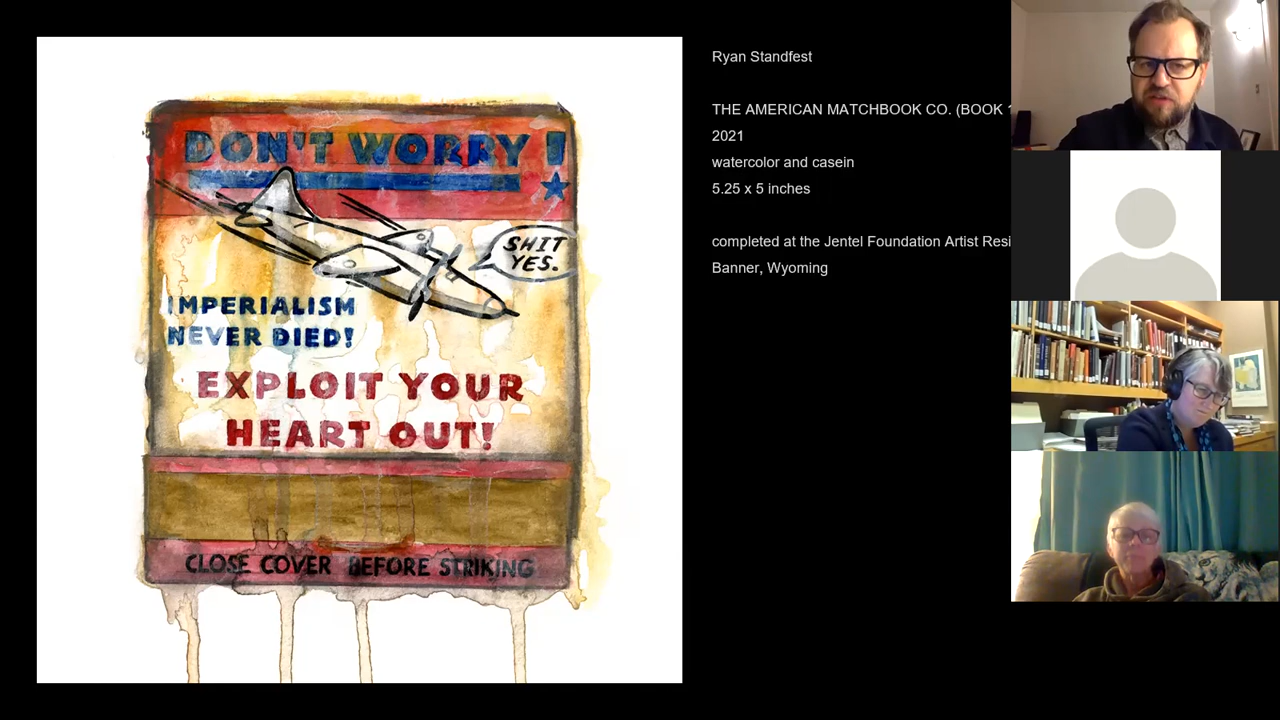 DON'T WORRY!
SHIT
YES.
IMPERIALISM
NEVER DIED!
EXPLOIT YOUR
HEART OUT!
CLOSE COVER BEFORE STRIKING
Ryan Standfest
THE AMERICAN MATCHBOOK CO. (BOOK
2021
watercolor and casein
5.25 x 5 inches
completed at the Jentel Foundation Artist
Banner, Wyoming